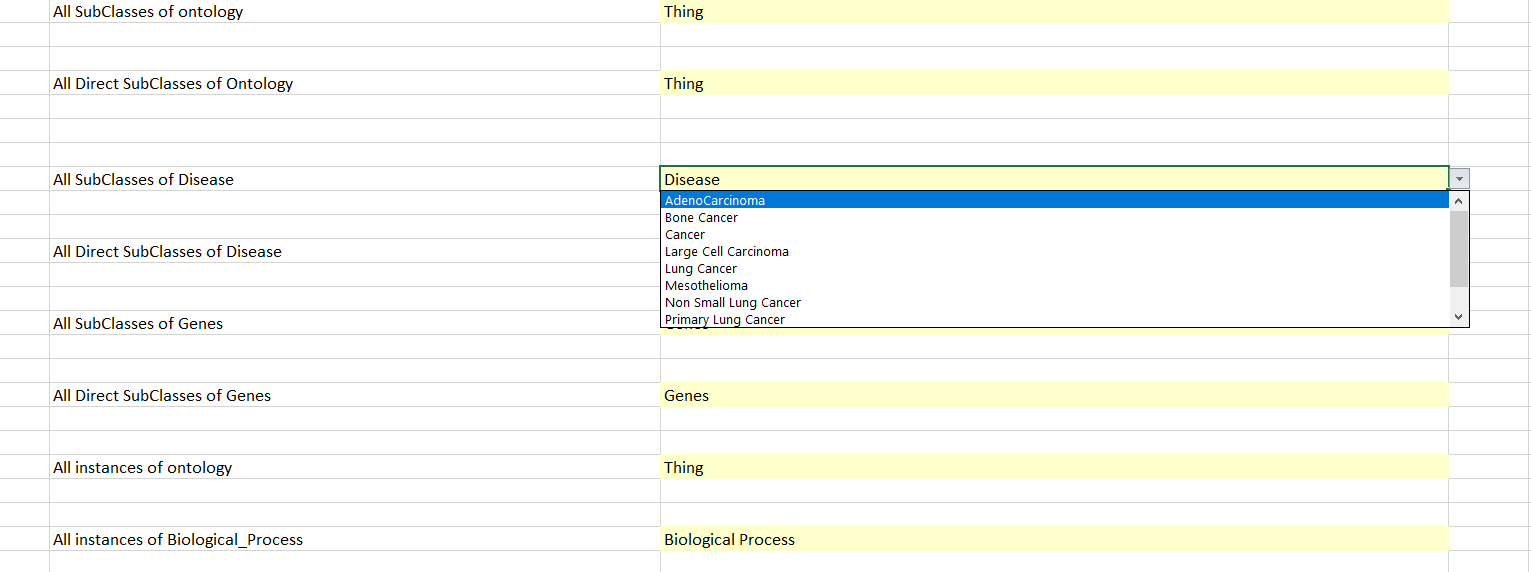 All SubClasses of ontology Thing
All Direct SubClasses of Ontology Thing
All SubClasses of Disease Disease
AdenoCarcinoma
Bone Cancer
Cancer
All Direct SubClasses of Disease Large Cell Carcinoma
Lung Cancer
Mesothelioma
Non Small Lung Cancer
Primary Lung Cancer
All SubClasses of Genes
All Direct SubClasses of Genes Genes
All instances of ontology Thing
All instances of Biological_Process Biological Process